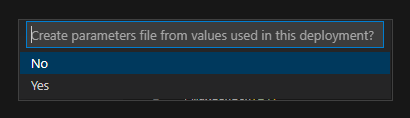 Create parameters file from values used in this deployment?
No
Yes